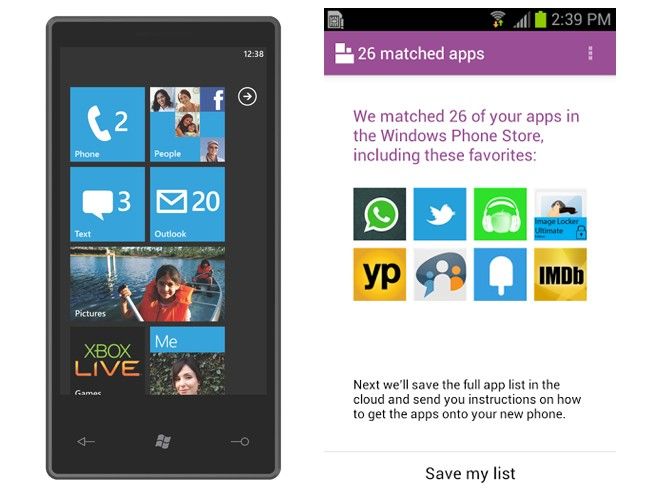 12:38
2
Phone
f
People
3
Text
20
Outlook
Pictures
XBOX
LIVE
Games
Me
2:39 PM
26 matched apps
We matched 26 of your apps in
the Windows Phone Store,
including these favorites:
Image Locker
Ultimate
yp
IMDb
Next we'll save the full app list in the
cloud and send you instructions on how
to get the apps onto your new phone.
Save my list